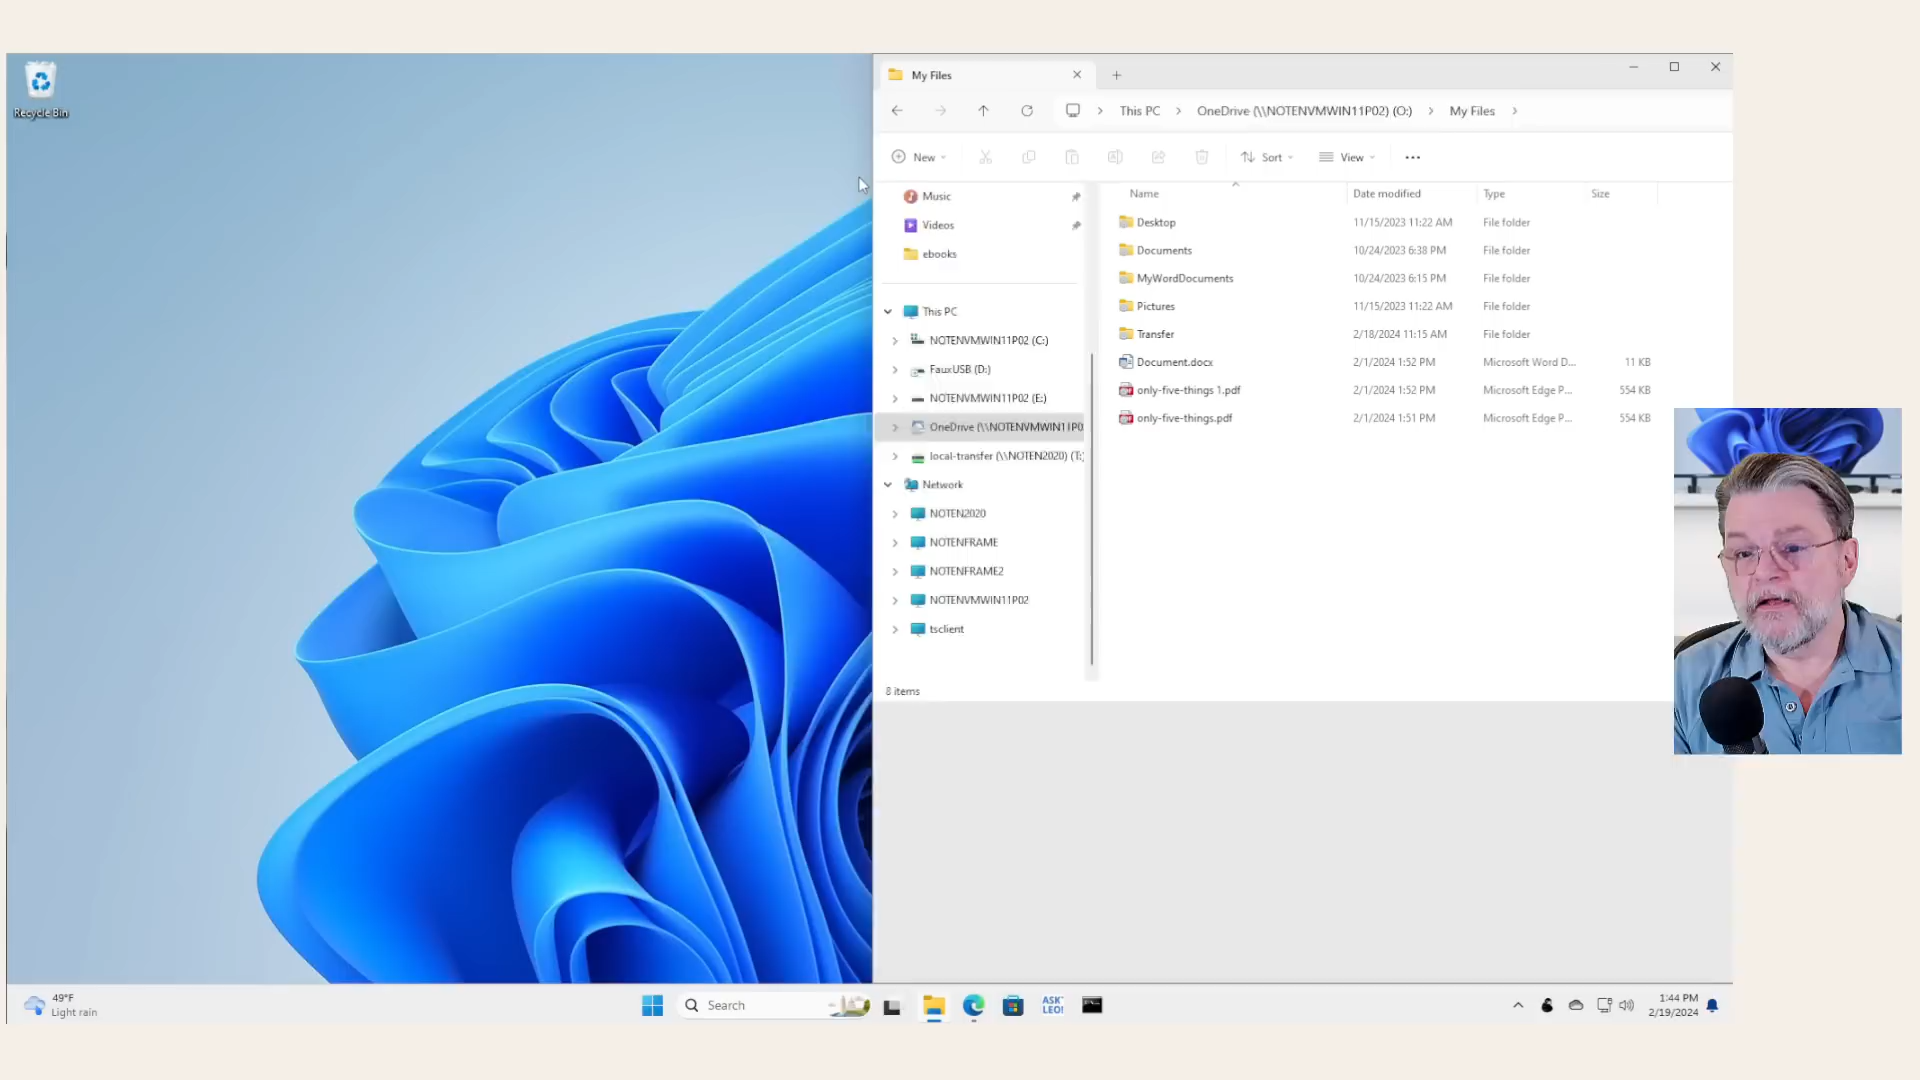 Recycle Bin
My Files
This PC
OneDrive (\\NOTENVMWIN11P02) (O:)
My Files
New
Sort
View
Music
Videos
ebooks
This PC
NOTENVMWIN11P02 (C:)
FauxUSB (D:)
NOTENVMWIN11P02 (E:)
OneDrive (\\NOTENVMWIN11P0
local-transfer (\\NOTEN2020) (T:)
Network
NOTEN2020
NOTENFRAME
NOTENFRAME2
NOTENVMWIN11P02
tsclient
Name Date modified Type Size
Desktop 11/15/2023 11:22 AM File folder
Documents 10/24/2023 6:38 PM File folder
MyWordDocuments 10/24/2023 6:15 PM File folder
Pictures 11/15/2023 11:22 AM File folder
Transfer 2/18/2024 11:15 AM File folder
Document.docx 2/1/2024 1:52 PM Microsoft Word D... 11 KB
only-five-things 1.pdf 2/1/2024 1:52 PM Microsoft Edge P... 554 KB
only-five-things.pdf 2/1/2024 1:51 PM Microsoft Edge P... 554 KB
8 items
49°F
Light rain
Search
ASK
LEO!
1:44 PM
2/19/2024